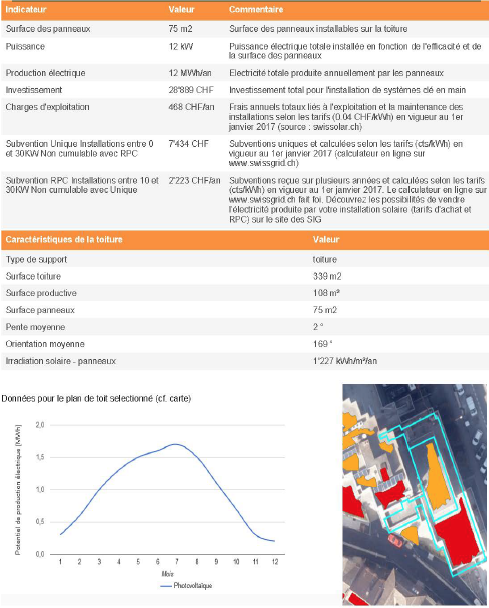 Indicateur Valeur Commentaire
Surface des panneaux 75 m2 Surface des panneaux installables sur la toiture
Puissance 12 kW Puissance électrique totale installée en fonction de l'efficacité et de
la surface des panneaux
Production électrique 12 MWh/an Electricité totale produite annuellement par les panneaux
Investissement 28'889 CHF Investissement total pour l'installation de systèmes clé en main
Charges d'exploitation 468 CHF/an Frais annuels totaux liés à l'exploitation et la maintenance des
installations selon les tarifs (0.04 CHF/kWh) en vigueur au 1er
janvier 2017 (source : swissolar.ch)
Subvention Unique Installations entre 0 7'434 CHF Subventions uniques et calculées selon les tarifs (cts/kWh) en
et 30KW Non cumulable avec RPC vigueur au 1er janvier 2017 (calculateur en ligne sur
www.swissgrid.ch)
Subvention RPC Installations entre 10 et 2'223 CHF/an Subventions reçue sur plusieurs années et calculées selon les tarifs
30KW Non cumulable avec Unique (cts/kWh) en vigueur au 1er janvier 2017. Le callculateur en ligne sur
www.swissgrid.ch fait foi. Découvrez les possibilités de vendre
l'électricité produite par votre installation solaire (tarifs d'achat et
RPC) sur le site des SIG
Caractéristiques de la toiture Valeur
Type de support toiture
Surface toiture 339 m2
Surface productive 108 m²
Surface panneaux 75 m2
Pente moyenne 2 °
Orientation moyenne 169 °
Irradiation solaire - panneaux 1'227 kWh/m²/an
Données pour le plan de toit selectionné (cf. carte)
Potentiel de production électrique [MWh]
2,0
1,5
1,0
0,5
0,0
1 2 3 4 5 6 7 8 9 10 11 12
Mois
Photovoltaïque